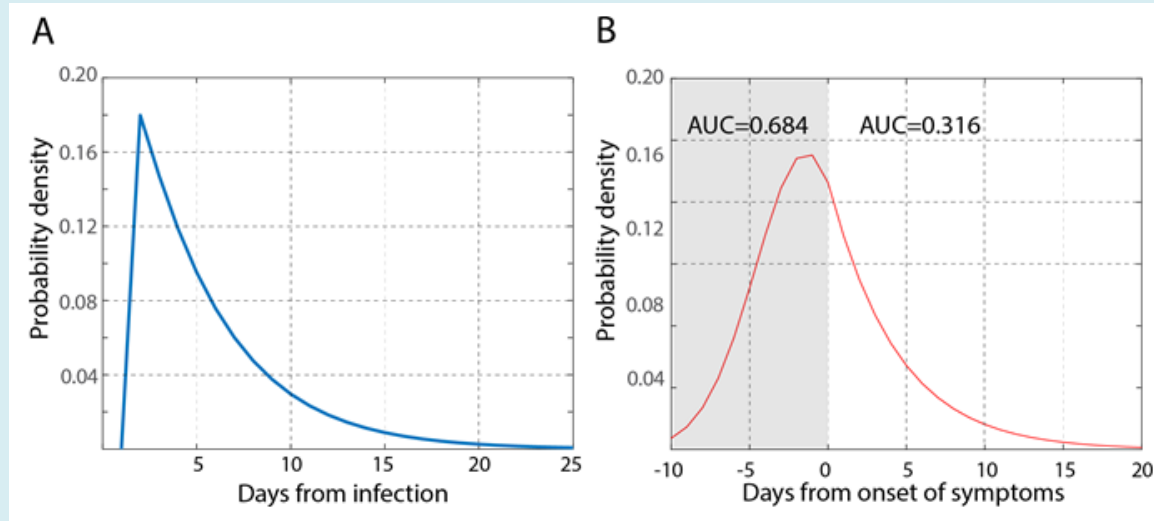 A
Probability density
0.20
0.16
0.12
0.08
0.04
5
10
15
20
25
Days from infection
B
Probability density
0.20
0.16
0.12
0.08
0.04
AUC=0.684
AUC=0.316
-10
-5
0
5
10
15
20
Days from onset of symptoms